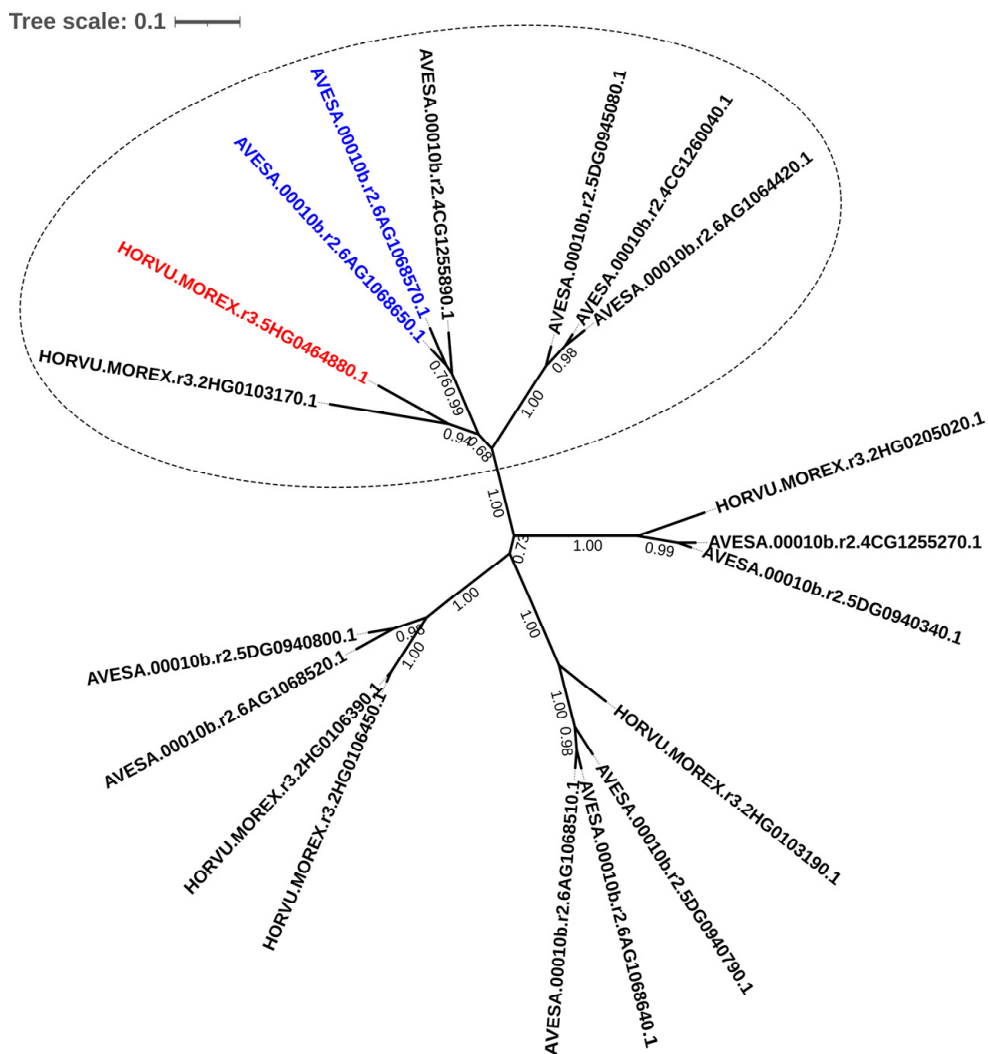 Tree scale: 0.1
AVESA.00010b.r2.4CG1255890.1
AVESA.00010b.r2.6AG1068570.1
AVESA.00010b.r2.6AG1068650.1
HORVU.MOREX.r3.5HG0464880.1
HORVU.MOREX.r3.2HG0103170.1
AVESA.00010b.r2.5DG0945080.1
AVESA.00010b.r2.4CG1260040.1
AVESA.00010b.r2.6AG1064420.1
0.98
1.00
0.76
0.99
0.94
0.68
1.00
HORVU.MOREX.r3.2HG0205020.1
AVESA.00010b.r2.4CG1255270.1
AVESA.00010b.r2.5DG0940340.1
1.00
0.99
0.73
1.00
1.00
AVESA.00010b.r2.5DG0940800.1
AVESA.00010b.r2.6AG1068520.1
HORVU.MOREX.r3.2HG0106390.1
HORVU.MOREX.r3.2HG0106450.1
1.00
1.00
0.98
HORVU.MOREX.r3.2HG0103190.1
AVESA.00010b.r2.5DG0940790.1
AVESA.00010b.r2.6AG1068640.1
AVESA.00010b.r2.6AG1068510.1